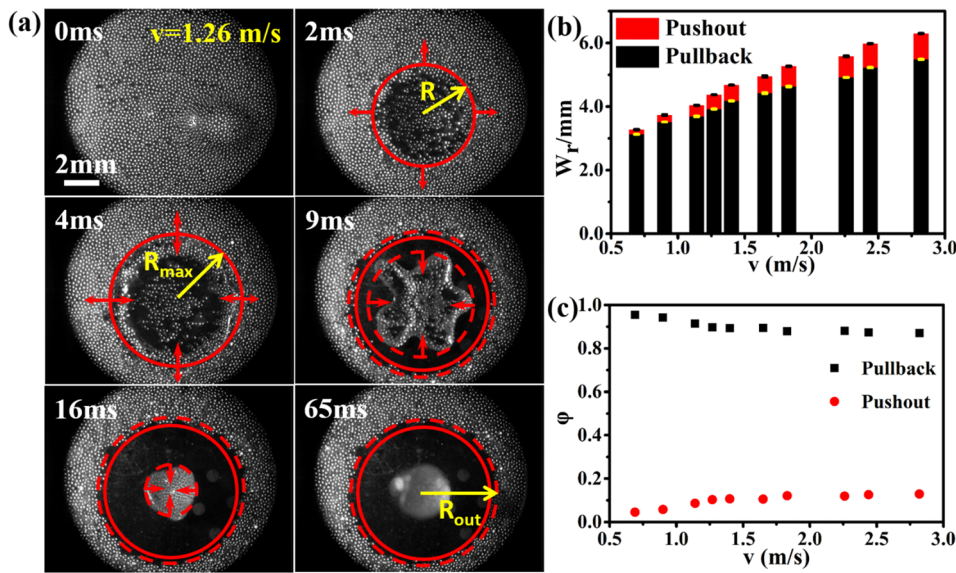 (a)
0ms
v=1.26 m/s
2mm
2ms
R
4ms
Rmax
9ms
16ms
65ms
Rout
(b)
Pushout
Pullback
Wr/mm
6.0
4.0
2.0
0.0
0.5 1.0 1.5 2.0 2.5 3.0
v (m/s)
(c)
1.0
0.8
0.6
0.4
0.2
0.0
φ
Pullback
Pushout
0.5 1.0 1.5 2.0 2.5 3.0
v (m/s)